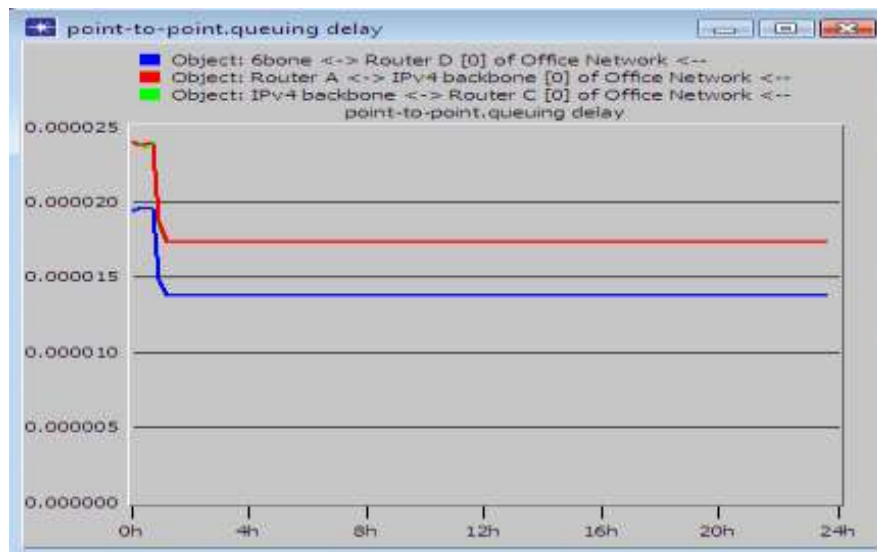 point-to-point.queuing delay
Object: 6bone <-> Router D [0] of Office Network <--
Object: Router A <-> IPv4 backbone [0] of Office Network <--
Object: IPv4 backbone <-> Router C [0] of Office Network <--
point-to-point.queuing delay
0.000025
0.000020
0.000015
0.000010
0.000005
0.000000
0h 4h 8h 12h 16h 20h 24h